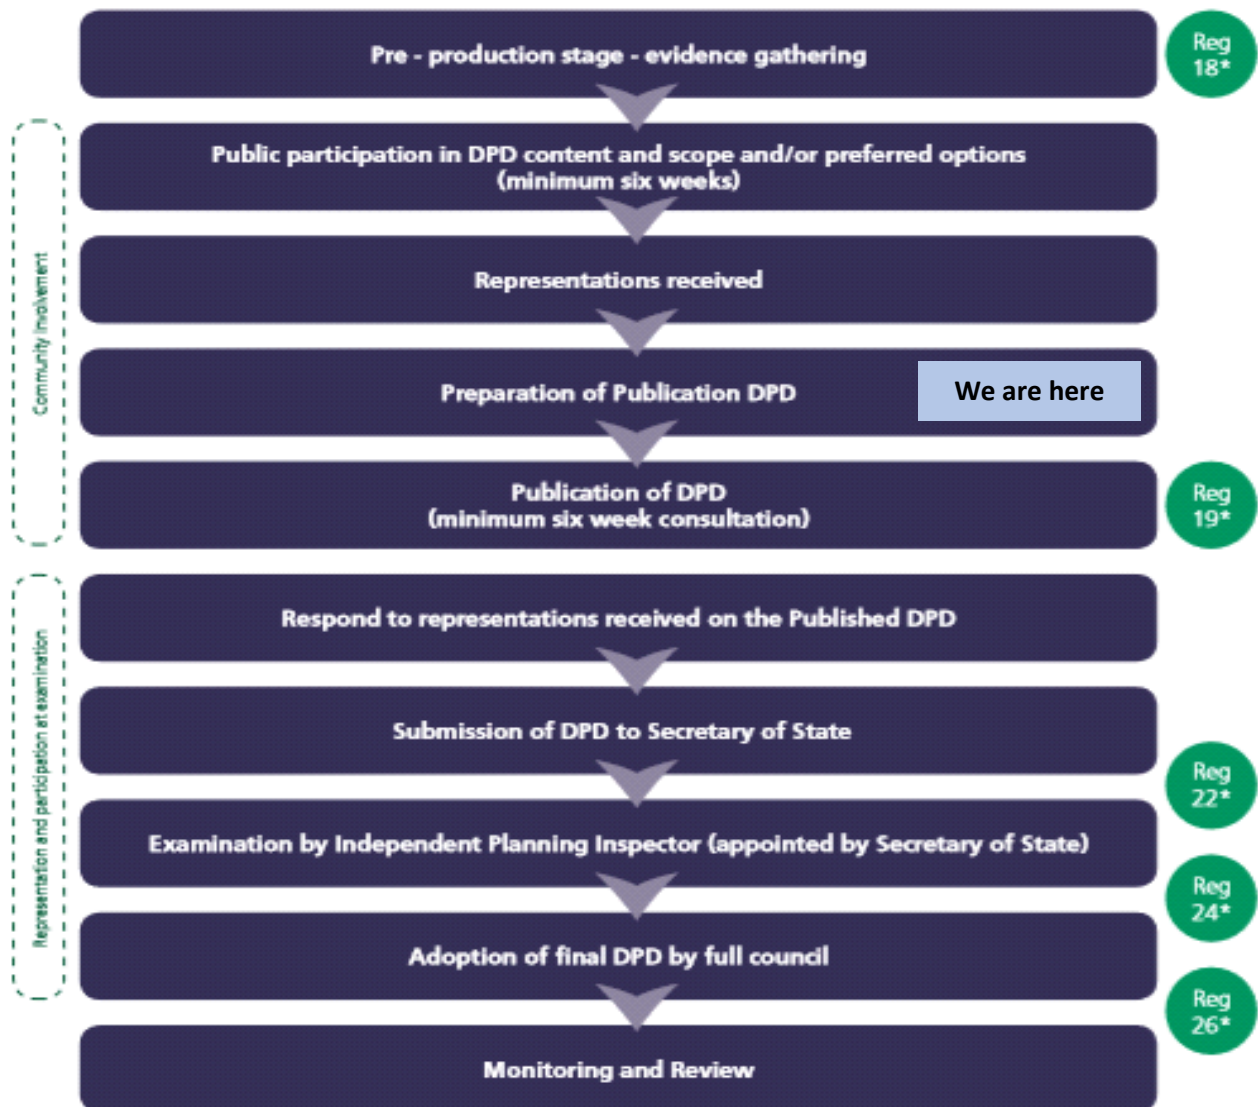 Pre - production stage - evidence gathering
Reg
18*
Community Involvement
Public participation in DPD content and scope and/or preferred options
(minimum six weeks)
Representations received
Preparation of Publication DPD
We are here
Publication of DPD
(minimum six week consultation)
Reg
19*
Representation and participation at examination
Respond to representations received on the Published DPD
Submission of DPD to Secretary of State
Reg
22*
Examination by Independent Planning Inspector (appointed by Secretary of State)
Reg
24*
Adoption of final DPD by full council
Reg
26*
Monitoring and Review